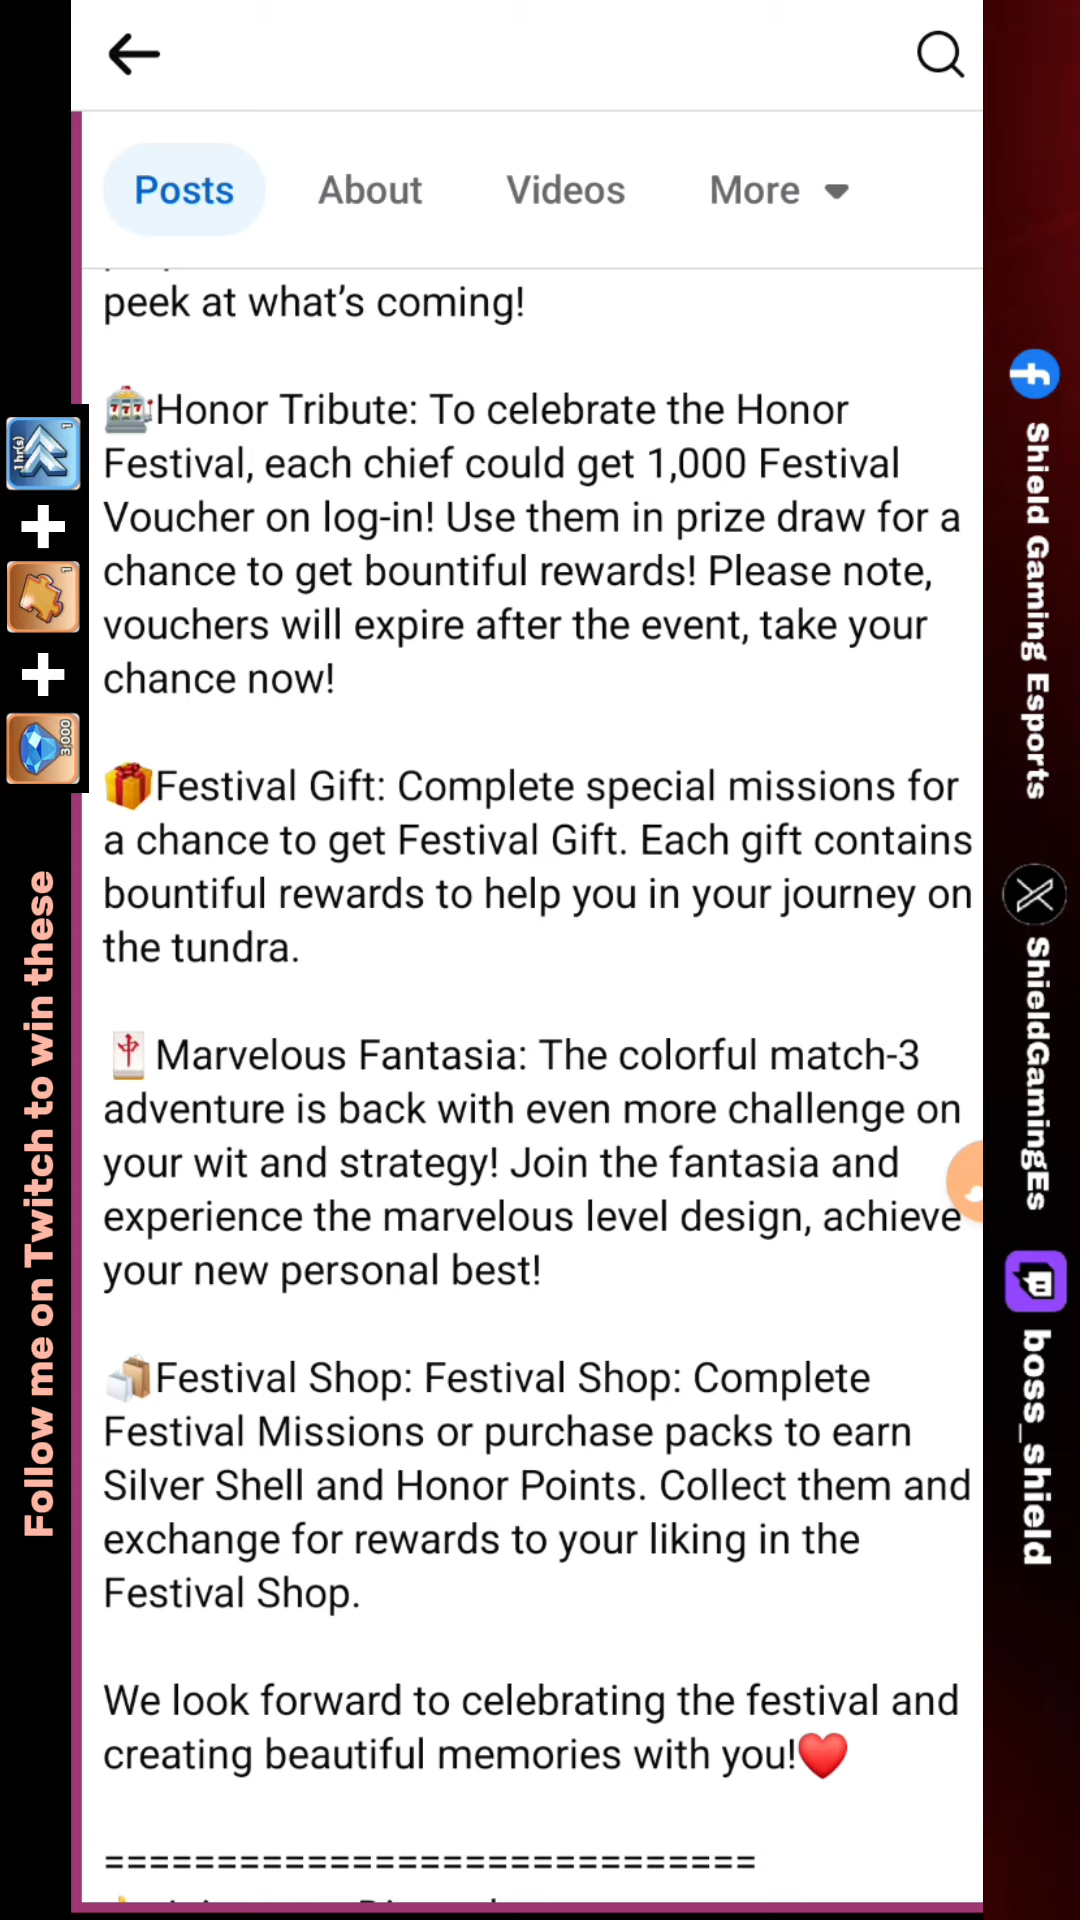 Posts
About
Videos
More
peek at what’s coming!
Honor Tribute: To celebrate the Honor
Festival, each chief could get 1,000 Festival
Voucher on log-in! Use them in prize draw for a
chance to get bountiful rewards! Please note,
vouchers will expire after the event, take your
chance now!
Festival Gift: Complete special missions for
a chance to get Festival Gift. Each gift contains
bountiful rewards to help you in your journey on
the tundra.
Marvelous Fantasia: The colorful match-3
adventure is back with even more challenge on
your wit and strategy! Join the fantasia and
experience the marvelous level design, achieve
your new personal best!
Festival Shop: Festival Shop: Complete
Festival Missions or purchase packs to earn
Silver Shell and Honor Points. Collect them and
exchange for rewards to your liking in the
Festival Shop.
We look forward to celebrating the festival and
creating beautiful memories with you!
=============================
1 hr(s)
1
+
1
+
3,000
Follow me on Twitch to win these
Shield Gaming Esports
ShieldGamingEs
boss_shield